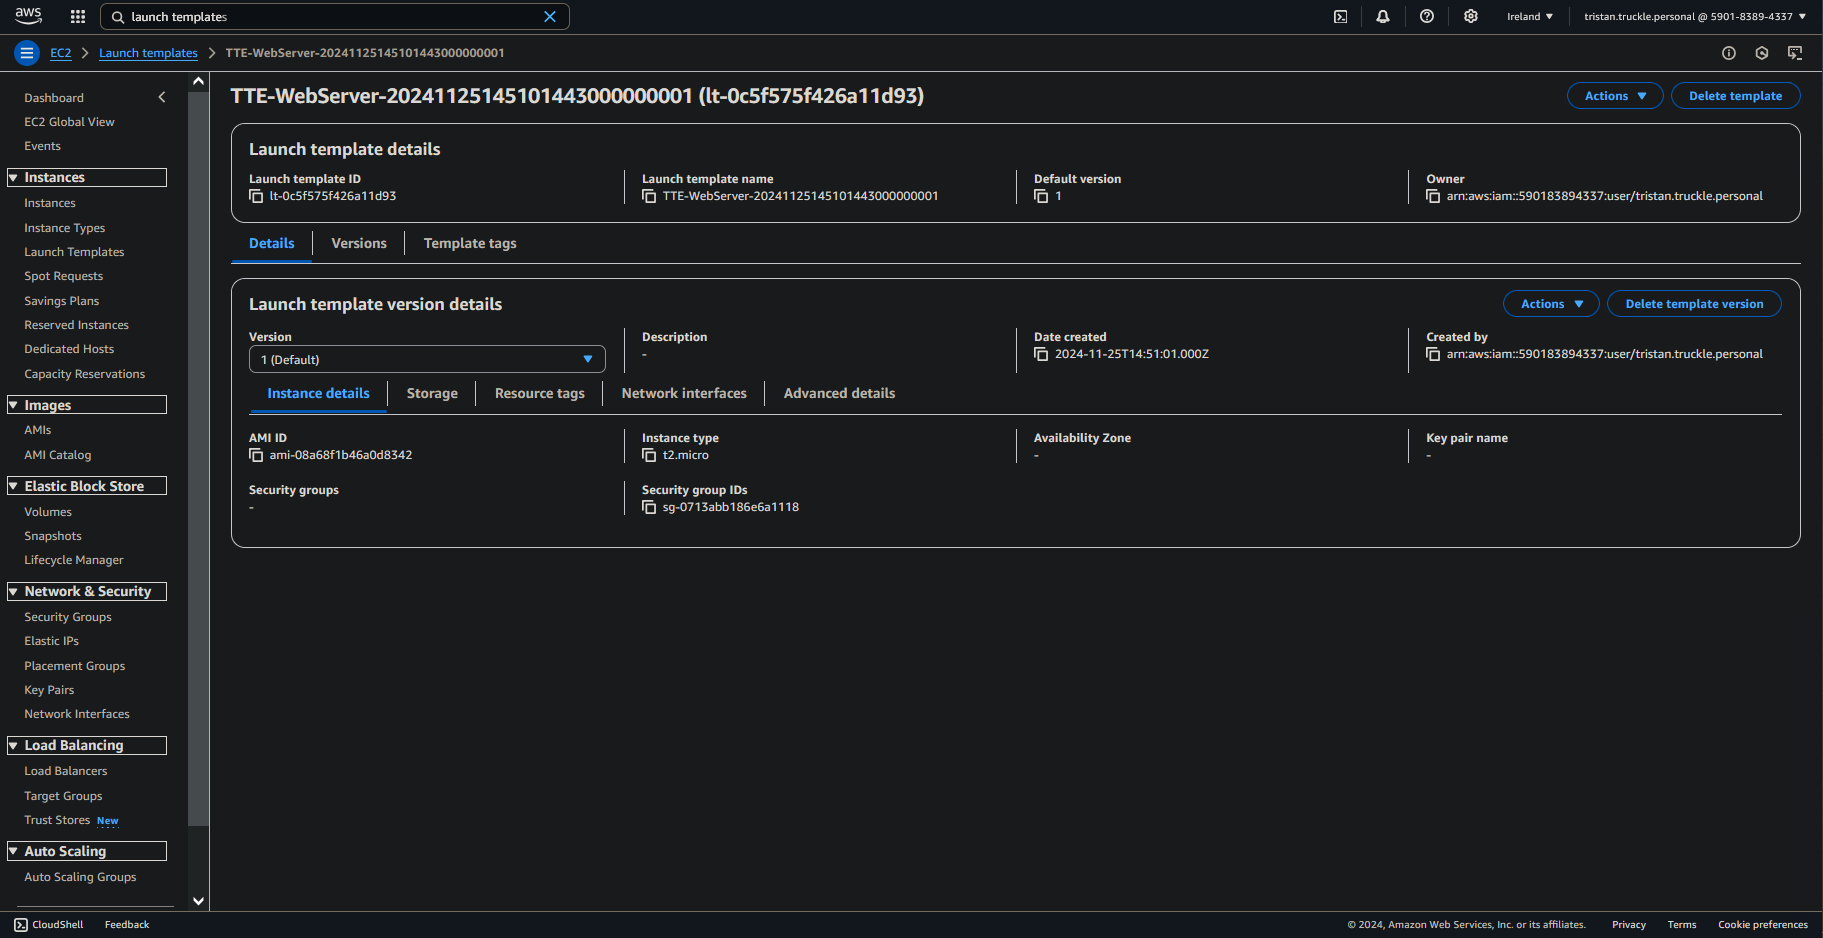 aws
launch templates
Ireland
tristan.truckle.personal @ 5901-8389-4337
EC2
Launch templates
TTE-WebServer-20241125145101443000000001
Dashboard
EC2 Global View
Events
Instances
Instances
Instance Types
Launch Templates
Spot Requests
Savings Plans
Reserved Instances
Dedicated Hosts
Capacity Reservations
Images
AMIs
AMI Catalog
Elastic Block Store
Volumes
Snapshots
Lifecycle Manager
Network & Security
Security Groups
Elastic IPs
Placement Groups
Key Pairs
Network Interfaces
Load Balancing
Load Balancers
Target Groups
Trust Stores New
Auto Scaling
Auto Scaling Groups
TTE-WebServer-20241125145101443000000001 (lt-0c5f575f426a11d93)
Actions
Delete template
Launch template details
Launch template ID
lt-0c5f575f426a11d93
Launch template name
TTE-WebServer-20241125145101443000000001
Default version
1
Owner
arn:aws:iam::590183894337:user/tristan.truckle.personal
Details
Versions
Template tags
Launch template version details
Actions
Delete template version
Version
1 (Default)
Description
-
Date created
2024-11-25T14:51:01.000Z
Created by
arn:aws:iam::590183894337:user/tristan.truckle.personal
Instance details
Storage
Resource tags
Network interfaces
Advanced details
AMI ID
ami-08a68f1b46a0d8342
Instance type
t2.micro
Availability Zone
-
Key pair name
-
Security groups
-
Security group IDs
sg-0713abb186e6a1118
CloudShell
Feedback
© 2024, Amazon Web Services, Inc. or its affiliates.
Privacy
Terms
Cookie preferences